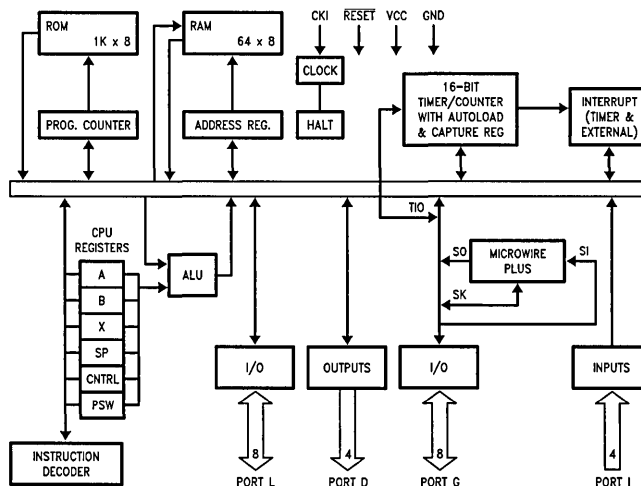 ROM
1K x 8
RAM
64 x 8
CKI
RESET
VCC
GND
CLOCK
HALT
16-BIT
TIMER/COUNTER
WITH AUTOLOAD
& CAPTURE REG
INTERRUPT
(TIMER &
EXTERNAL)
PROG. COUNTER
ADDRESS REG.
TIO
CPU
REGISTERS
A
B
X
SP
CNTRL
PSW
ALU
SO
MICROWIRE
PLUS
SI
SK
I/O
OUTPUTS
I/O
INPUTS
INSTRUCTION
DECODER
8
4
8
4
PORT L
PORT D
PORT G
PORT I